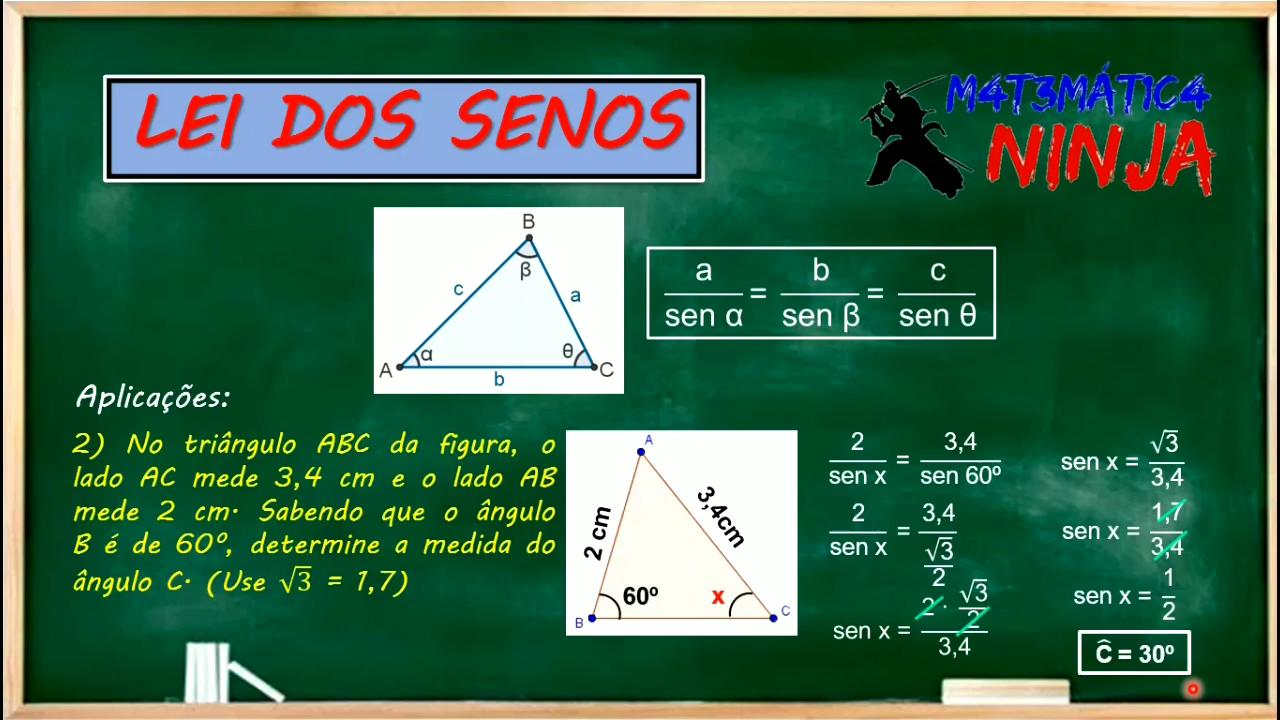 LEI DOS SENOS
M4T3MÁT1C4
NINJA
B
β
c
a
A
α
θ
C
b
a/sen α = b/sen β = c/sen θ
Aplicações:
2) No triângulo ABC da figura, o
lado AC mede 3,4 cm e o lado AB
mede 2 cm. Sabendo que o ângulo
B é de 60º, determine a medida do
ângulo C. (Use √3 = 1,7)
A
2 cm
3,4cm
60º
x
B
C
2/sen x = 3,4/sen 60º
2/sen x = 3,4/(√3/2)
sen x = (2 · √3/2)/3,4
sen x = √3/3,4
sen x = 1,7/3,4
sen x = 1/2
Ĉ = 30º